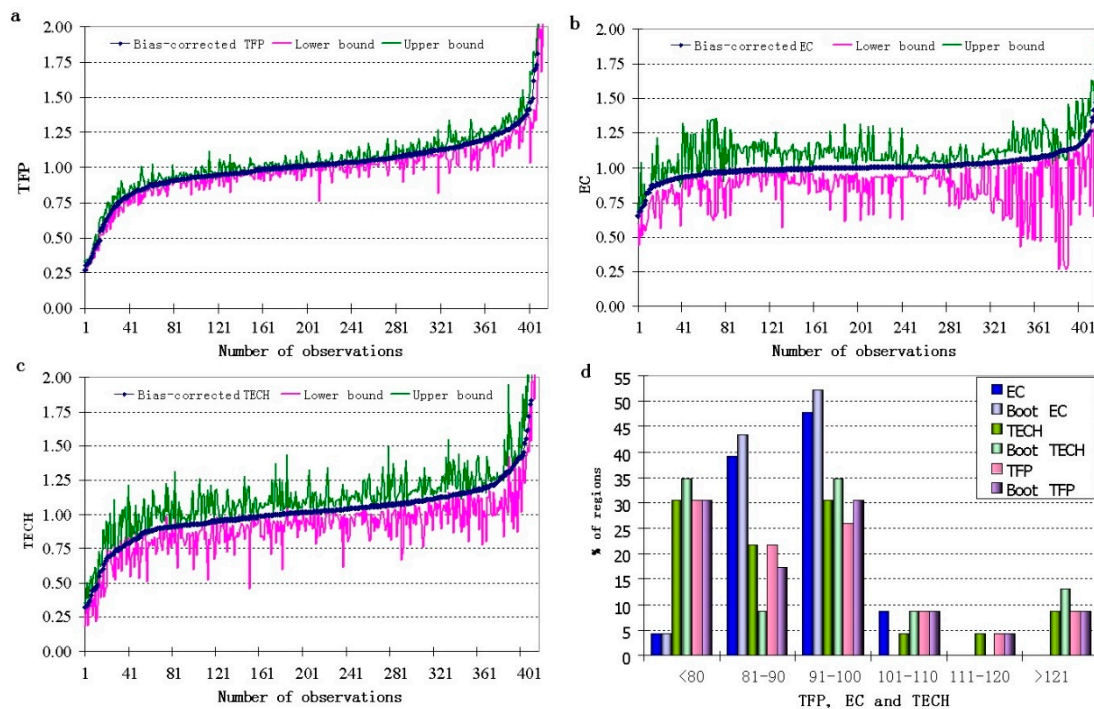 a
2.00
1.75
1.50
1.25
1.00
0.75
0.50
0.25
0.00
TFP
Bias-corrected TFP Lower bound Upper bound
1 41 81 121 161 201 241 281 321 361 401
Number of observations
b
2.00
1.75
1.50
1.25
1.00
0.75
0.50
0.25
0.00
EC
Bias-corrected EC Lower bound Upper bound
1 41 81 121 161 201 241 281 321 361 401
Number of observations
c
2.00
1.75
1.50
1.25
1.00
0.75
0.50
0.25
0.00
TECH
Bias-corrected TECH Lower bound Upper bound
1 41 81 121 161 201 241 281 321 361 401
Number of observations
d
55
50
45
40
35
30
25
20
15
10
5
0
% of regions
EC
Boot EC
TECH
Boot TECH
TFP
Boot TFP
<80 81-90 91-100 101-110 111-120 >121
TFP, EC and TECH